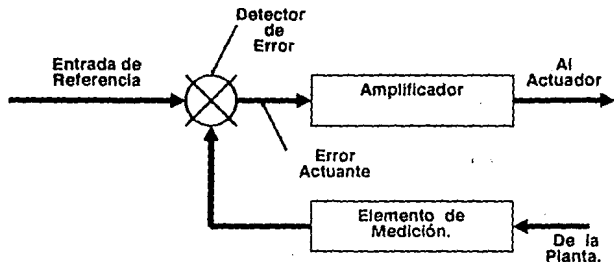 Detector
de
Error
Entrada de
Referencia
Amplificador
Al
Actuador
Error
Actuante
Elemento de
Medición.
De la
Planta.